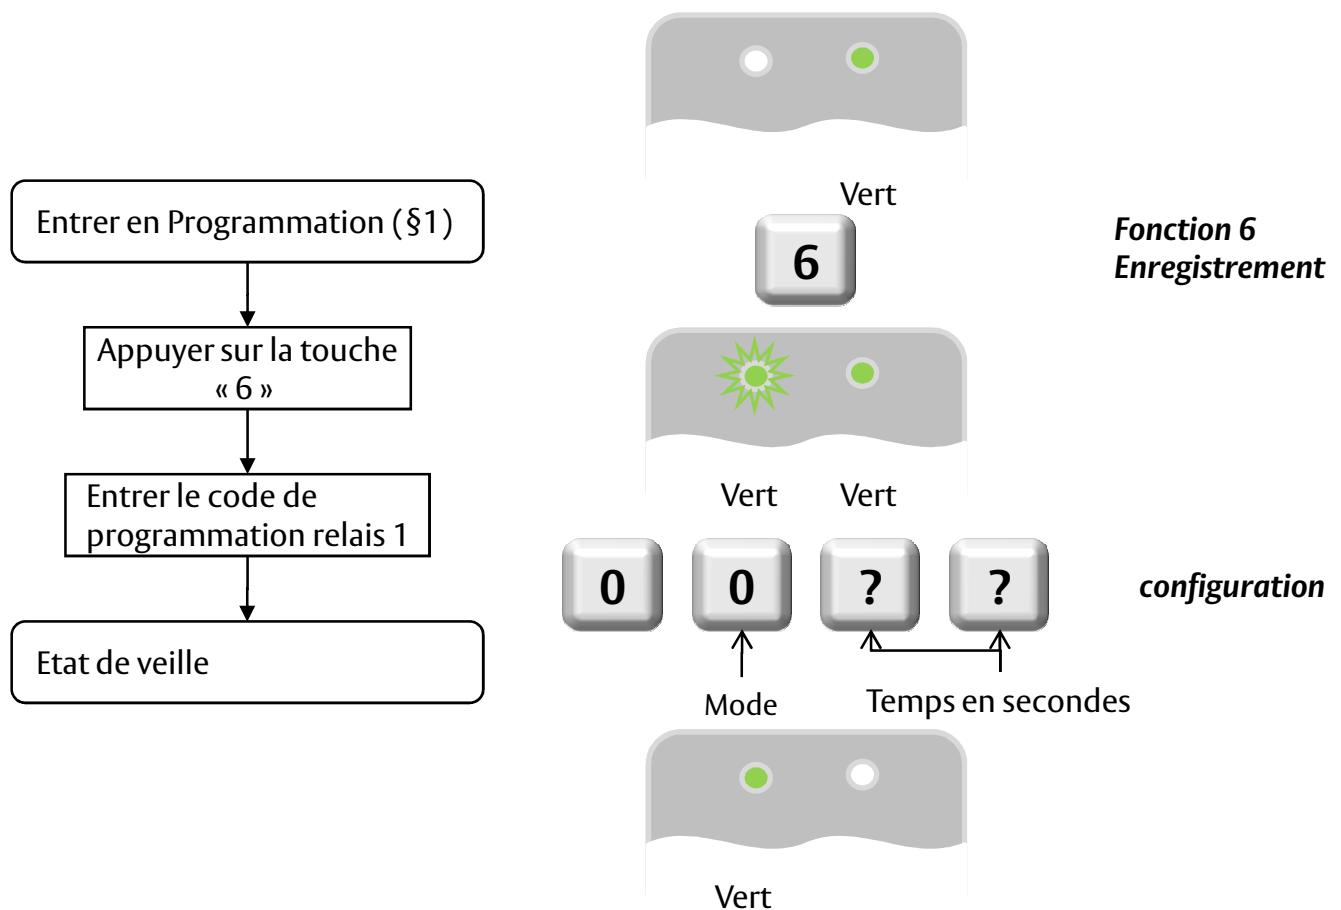 Entrer en Programmation (§1)
Appuyer sur la touche
« 6 »
Entrer le code de
programmation relais 1
Etat de veille
Vert
6
Fonction 6
Enregistrement
Vert Vert
0 0 ? ?
configuration
Mode
Temps en secondes
Vert